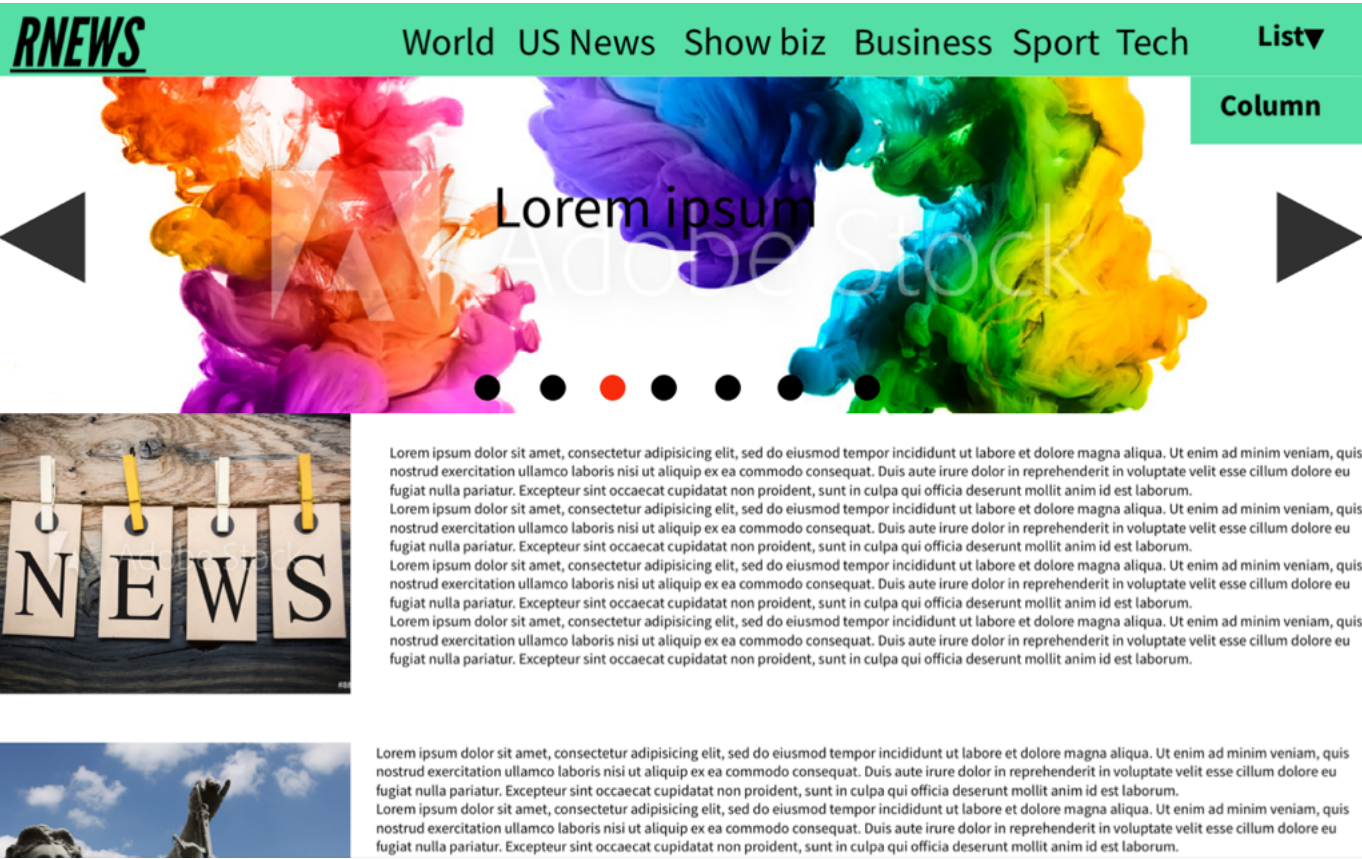 RNEWS
World US News Show biz Business Sport Tech
List▼
Column
Lorem ipsum
Adobe Stock
Lorem ipsum dolor sit amet, consectetur adipisicing elit, sed do eiusmod tempor incididunt ut labore et dolore magna aliqua. Ut enim ad minim veniam, quis
nostrud exercitation ullamco laboris nisi ut aliquip ex ea commodo consequat. Duis aute irure dolor in reprehenderit in voluptate velit esse cillum dolore eu
fugiat nulla pariatur. Excepteur sint occaecat cupidatat non proident, sunt in culpa qui officia deserunt mollit anim id est laborum.
Lorem ipsum dolor sit amet, consectetur adipisicing elit, sed do eiusmod tempor incididunt ut labore et dolore magna aliqua. Ut enim ad minim veniam, quis
nostrud exercitation ullamco laboris nisi ut aliquip ex ea commodo consequat. Duis aute irure dolor in reprehenderit in voluptate velit esse cillum dolore eu
fugiat nulla pariatur. Excepteur sint occaecat cupidatat non proident, sunt in culpa qui officia deserunt mollit anim id est laborum.
Lorem ipsum dolor sit amet, consectetur adipisicing elit, sed do eiusmod tempor incididunt ut labore et dolore magna aliqua. Ut enim ad minim veniam, quis
nostrud exercitation ullamco laboris nisi ut aliquip ex ea commodo consequat. Duis aute irure dolor in reprehenderit in voluptate velit esse cillum dolore eu
fugiat nulla pariatur. Excepteur sint occaecat cupidatat non proident, sunt in culpa qui officia deserunt mollit anim id est laborum.
Lorem ipsum dolor sit amet, consectetur adipisicing elit, sed do eiusmod tempor incididunt ut labore et dolore magna aliqua. Ut enim ad minim veniam, quis
nostrud exercitation ullamco laboris nisi ut aliquip ex ea commodo consequat. Duis aute irure dolor in reprehenderit in voluptate velit esse cillum dolore eu
fugiat nulla pariatur. Excepteur sint occaecat cupidatat non proident, sunt in culpa qui officia deserunt mollit anim id est laborum.
Adobe Stock
NEWS
Lorem ipsum dolor sit amet, consectetur adipisicing elit, sed do eiusmod tempor incididunt ut labore et dolore magna aliqua. Ut enim ad minim veniam, quis
nostrud exercitation ullamco laboris nisi ut aliquip ex ea commodo consequat. Duis aute irure dolor in reprehenderit in voluptate velit esse cillum dolore eu
fugiat nulla pariatur. Excepteur sint occaecat cupidatat non proident, sunt in culpa qui officia deserunt mollit anim id est laborum.
Lorem ipsum dolor sit amet, consectetur adipisicing elit, sed do eiusmod tempor incididunt ut labore et dolore magna aliqua. Ut enim ad minim veniam, quis
nostrud exercitation ullamco laboris nisi ut aliquip ex ea commodo consequat. Duis aute irure dolor in reprehenderit in voluptate velit esse cillum dolore eu
fugiat nulla pariatur. Excepteur sint occaecat cupidatat non proident, sunt in culpa qui officia deserunt mollit anim id est laborum.